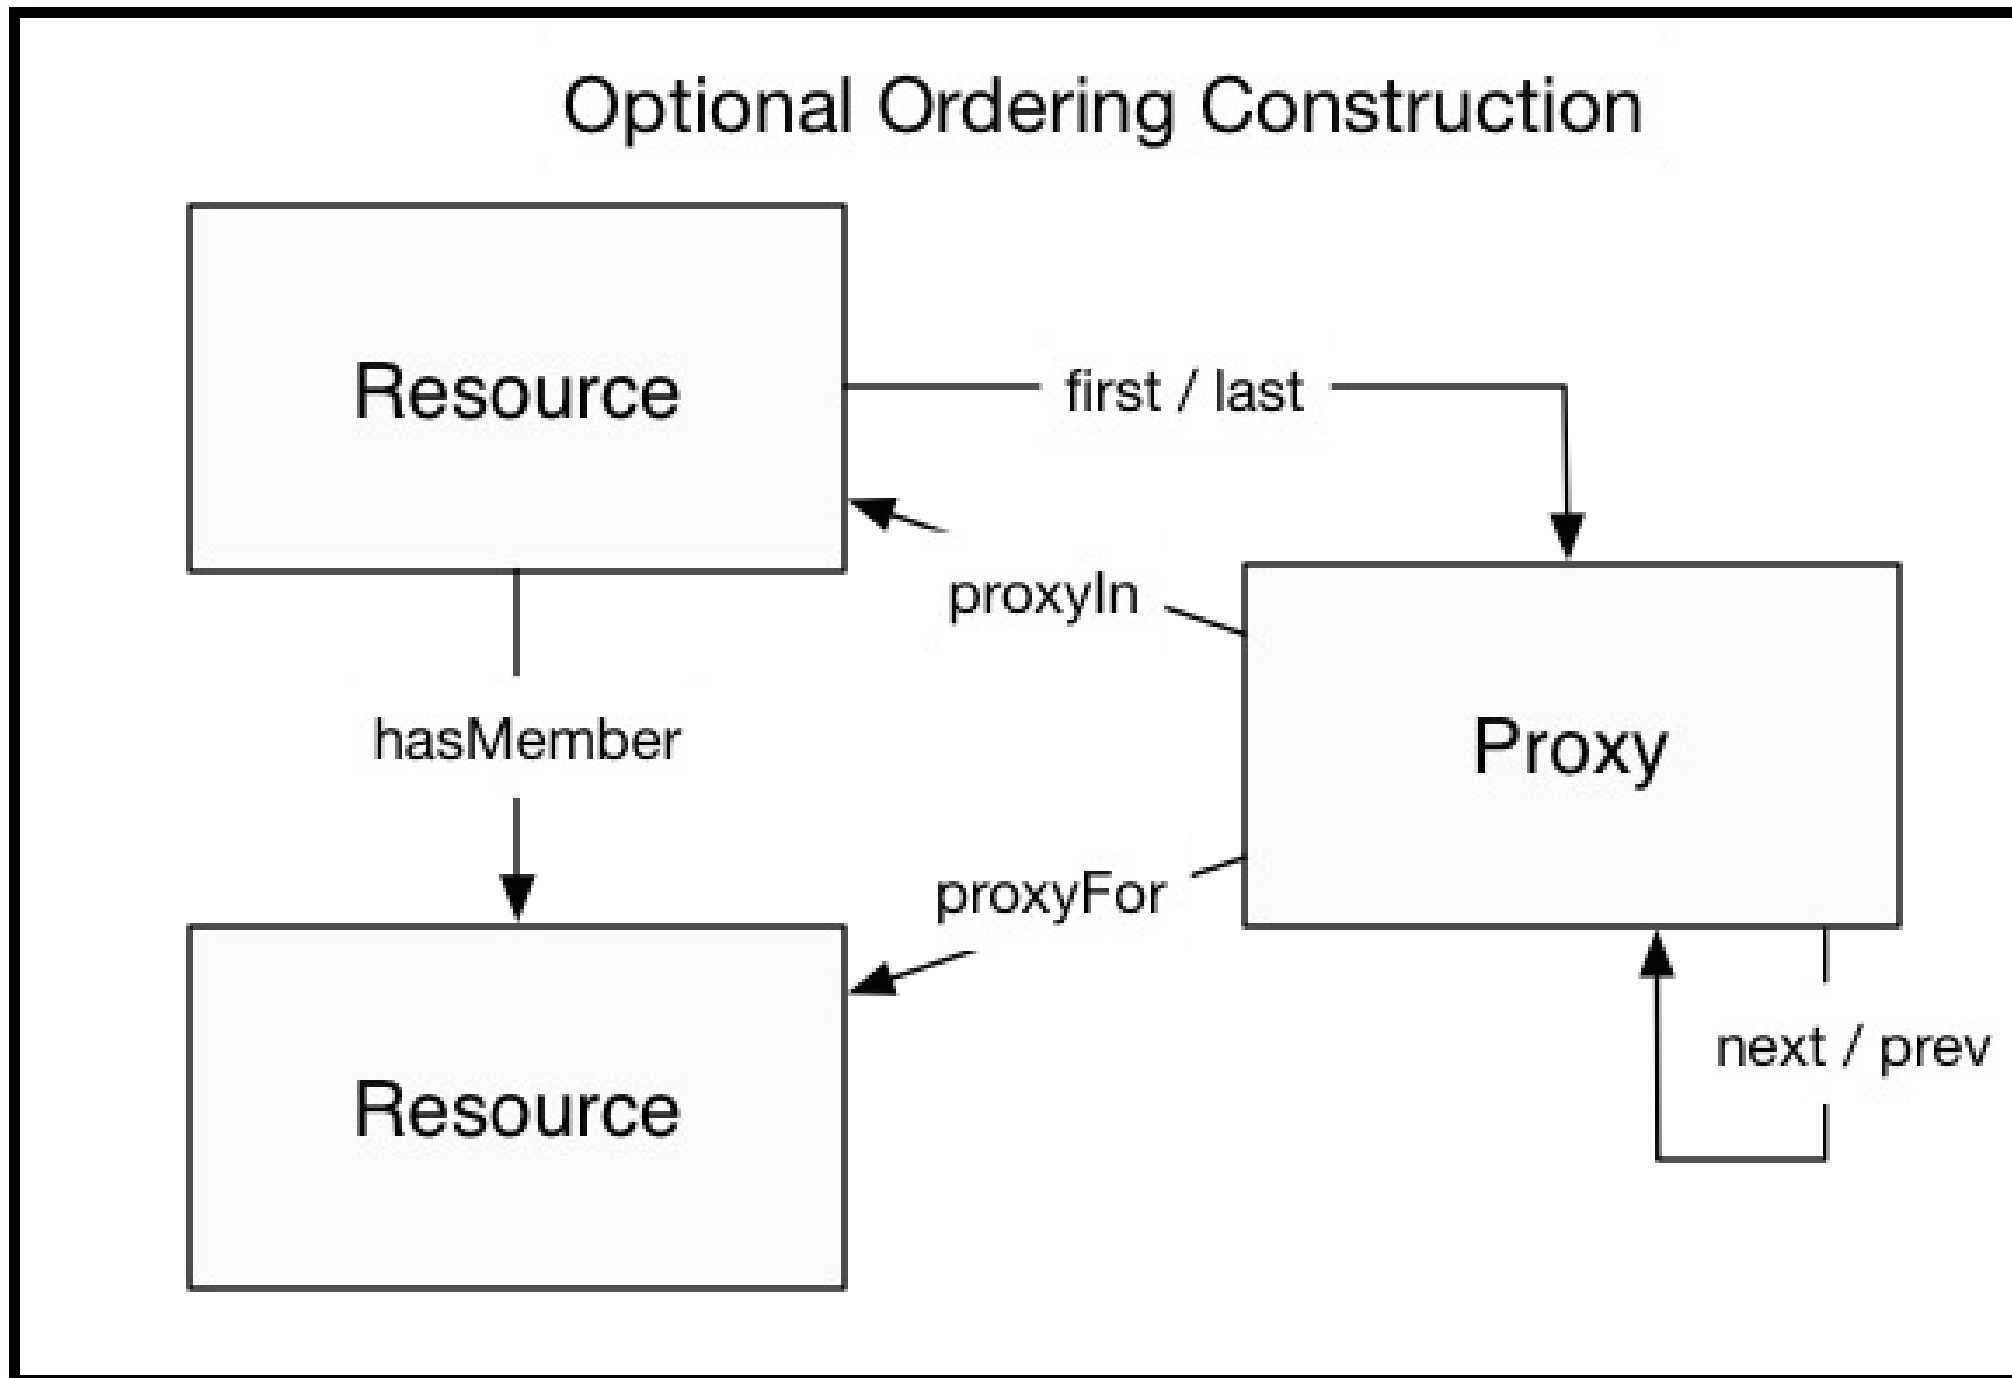 Optional Ordering Construction
Resource
first / last
proxyIn
hasMember
Proxy
proxyFor
next / prev
Resource